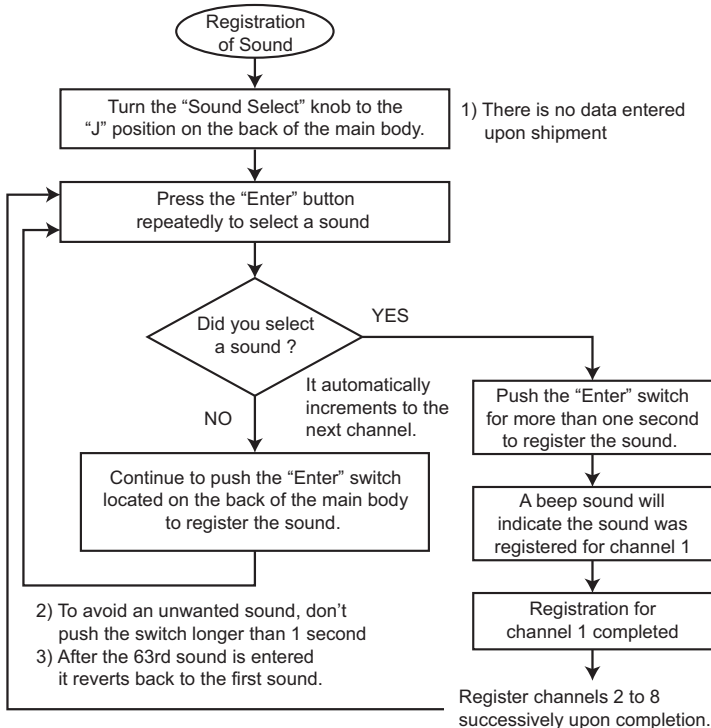 Registration
of Sound
Turn the “Sound Select” knob to the
“J” position on the back of the main body.
1) There is no data entered
upon shipment
Press the “Enter” button
repeatedly to select a sound
Did you select
a sound ?
YES
NO
It automatically
increments to the
next channel.
Push the “Enter” switch
for more than one second
to register the sound.
Continue to push the “Enter” switch
located on the back of the main body
to register the sound.
A beep sound will
indicate the sound was
registered for channel 1
2) To avoid an unwanted sound, don’t
push the switch longer than 1 second
3) After the 63rd sound is entered
it reverts back to the first sound.
Registration for
channel 1 completed
Register channels 2 to 8
successively upon completion.